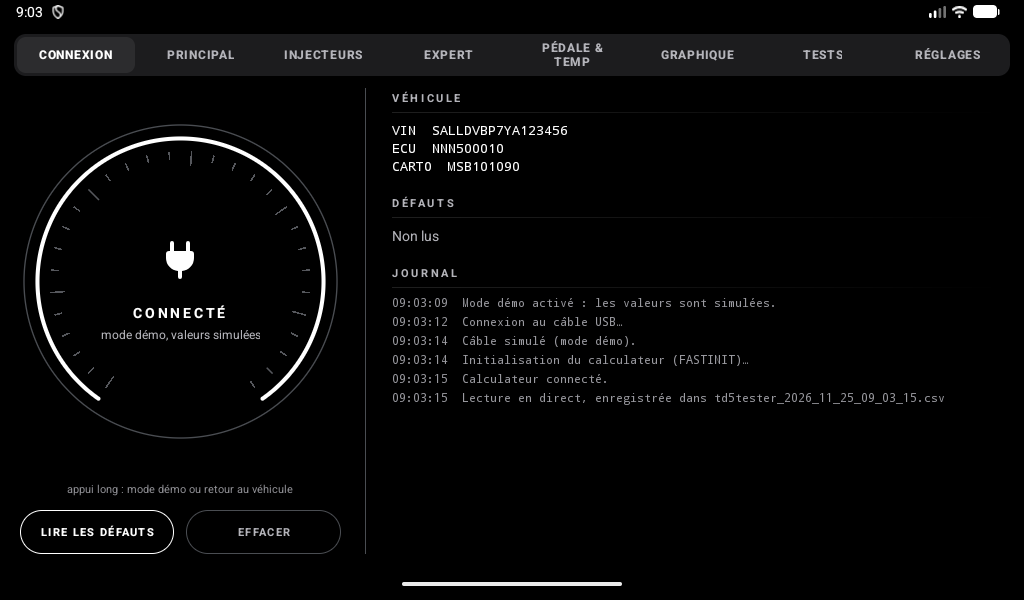 9:03
CONNEXION
PRINCIPAL
INJECTEURS
EXPERT
PÉDALE &
TEMP
GRAPHIQUE
TESTS
RÉGLAGES
CONNECTÉ
mode démo, valeurs simulées
appui long : mode démo ou retour au véhicule
LIRE LES DÉFAUTS
EFFACER
VÉHICULE
VIN SALLDVBP7YA123456
ECU NNN500010
CARTO MSB101090
DÉFAUTS
Non lus
JOURNAL
09:03:09 Mode démo activé : les valeurs sont simulées.
09:03:12 Connexion au câble USB…
09:03:14 Câble simulé (mode démo).
09:03:14 Initialisation du calculateur (FASTINIT)…
09:03:15 Calculateur connecté.
09:03:15 Lecture en direct, enregistrée dans td5tester_2026_11_25_09_03_15.csv